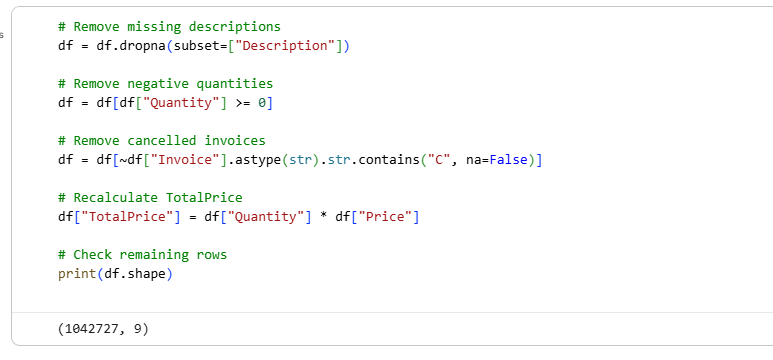 s
# Remove missing descriptions
df = df.dropna(subset=["Description"])
# Remove negative quantities
df = df[df["Quantity"] >= 0]
# Remove cancelled invoices
df = df[~df["Invoice"].astype(str).str.contains("C", na=False)]
# Recalculate TotalPrice
df["TotalPrice"] = df["Quantity"] * df["Price"]
# Check remaining rows
print(df.shape)
(1042727, 9)